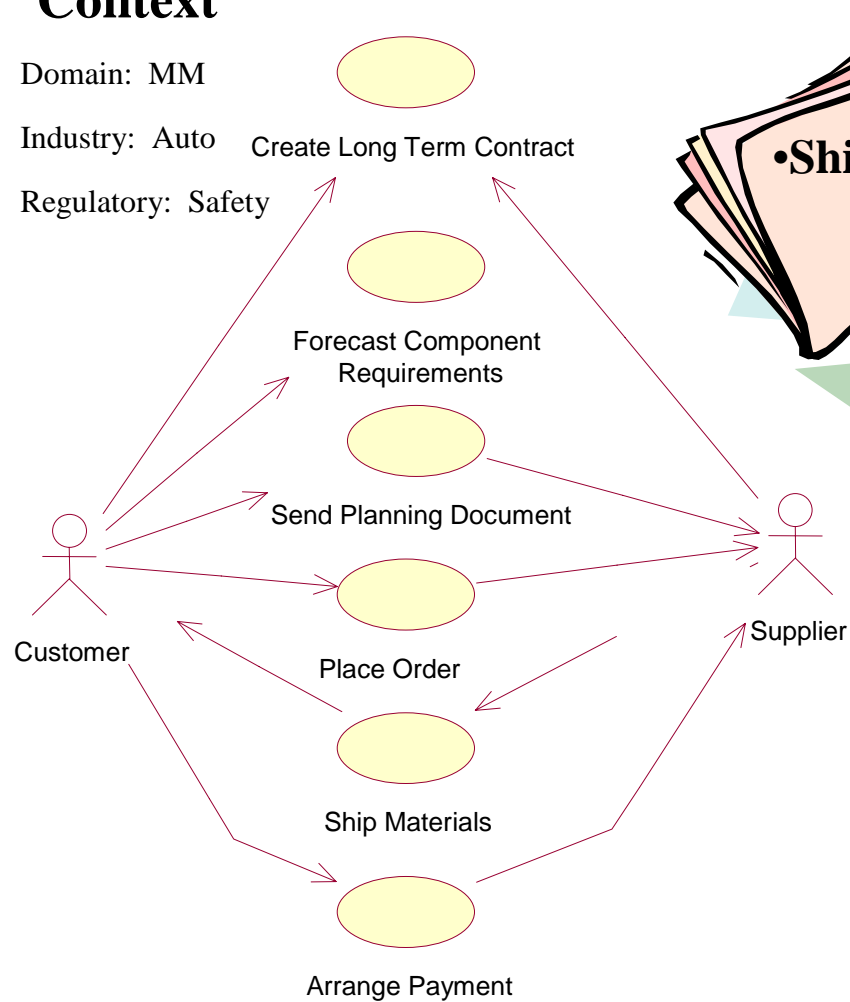 Context
Domain: MM
Industry: Auto
Regulatory: Safety
Create Long Term Contract
•Shi
Forecast Component
Requirements
Send Planning Document
Customer
Supplier
Place Order
Ship Materials
Arrange Payment